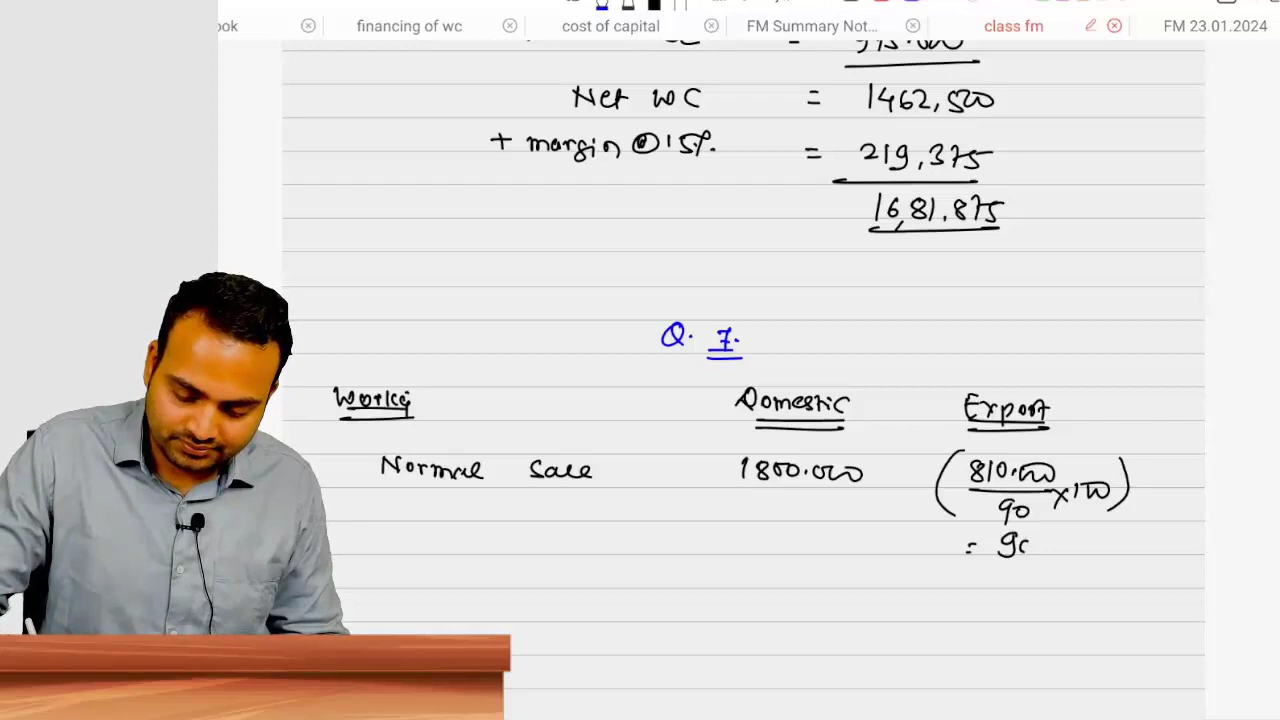 ook financing of wc cost of capital FM Summary Not... class fm FM 23.01.2024
Net WC = 1462,500
+ margin @ 15% = 219,375
16,81,875
Q. 7.
Domestic Export
Normal Sale 1800.000 (810.000/90 × 100)
= 90